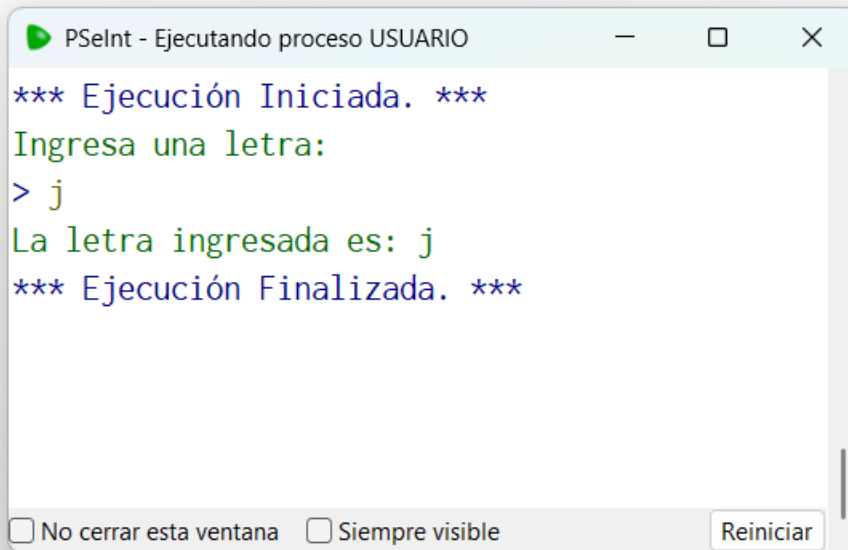 PSeInt - Ejecutando proceso USUARIO
*** Ejecución Iniciada. ***
Ingresa una letra:
> j
La letra ingresada es: j
*** Ejecución Finalizada. ***
No cerrar esta ventana Siempre visible Reiniciar